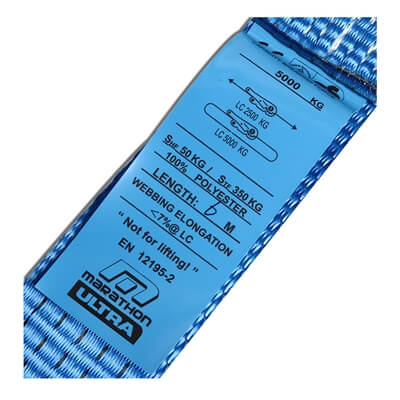 5000 KG
LC 2500 KG
LC 5000 KG
SHF 50 KG / STF 350 KG
100% POLYESTER
LENGTH: 6 M
WEBBING ELONGATION
<7%@ LC
“Not for lifting!”
EN 12195-2
marathon
ULTRA